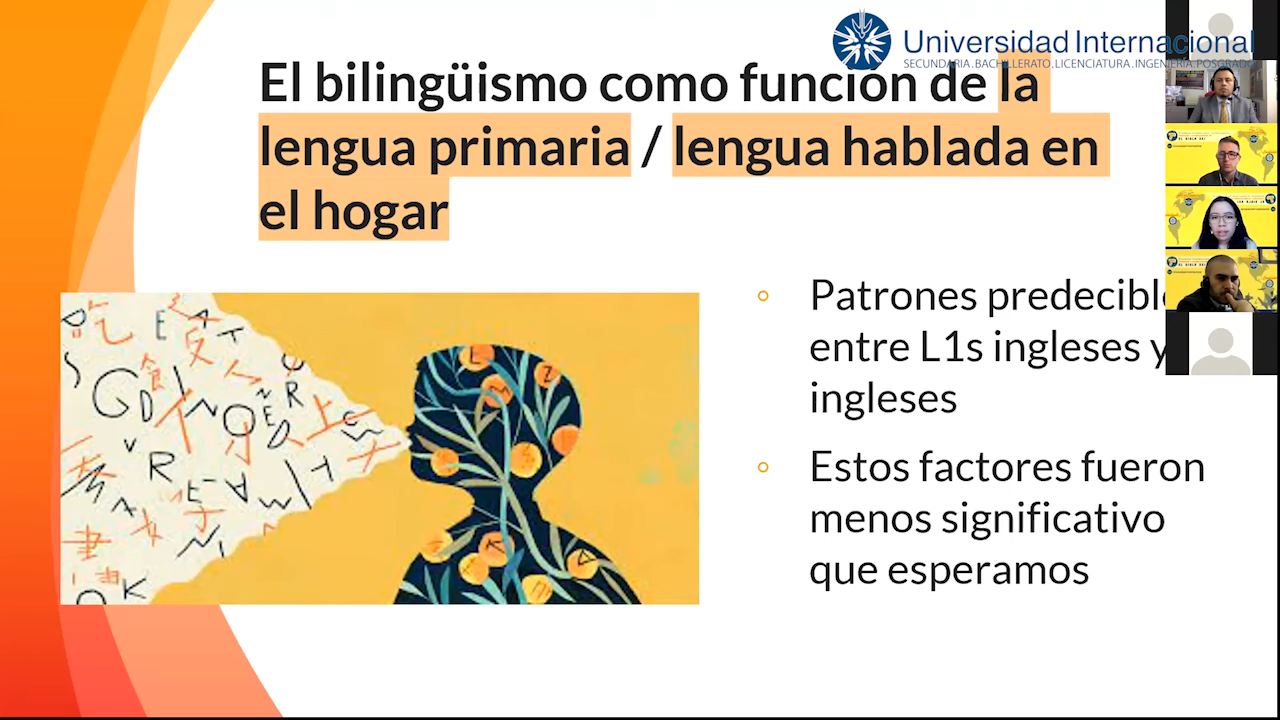 Universidad Internacional
SECUNDARIA.BACHILLERATO.LICENCIATURA.INGENIERÍA.POSGRADO
El bilingüismo como función de la
lengua primaria / lengua hablada en
el hogar
Patrones
entre L1s ingleses y
ingleses
Estos factores fueron
menos significativo
que esperamos